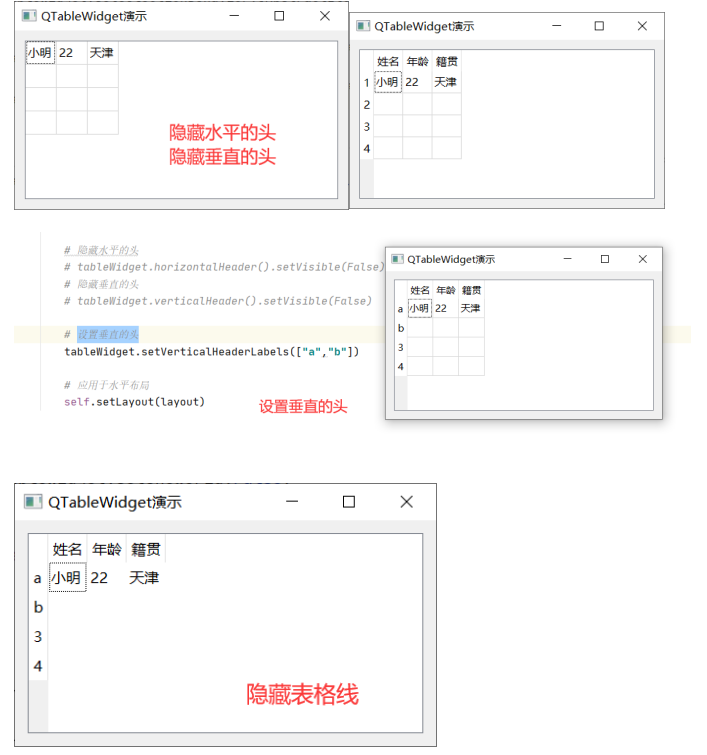 QTableWidget演示
小明 22 天津
隐藏水平的头
隐藏垂直的头
QTableWidget演示
姓名 年龄 籍贯
1 小明 22 天津
2
3
4
# 隐藏水平的头
# tableWidget.horizontalHeader().setVisible(False)
# 隐藏垂直的头
# tableWidget.verticalHeader().setVisible(False)
# 设置垂直的头
tableWidget.setVerticalHeaderLabels(["a","b"])
# 应用于水平布局
self.setLayout(layout)
设置垂直的头
QTableWidget演示
姓名 年龄 籍贯
a 小明 22 天津
b
3
4
QTableWidget演示
姓名 年龄 籍贯
a 小明 22 天津
b
3
4
隐藏表格线